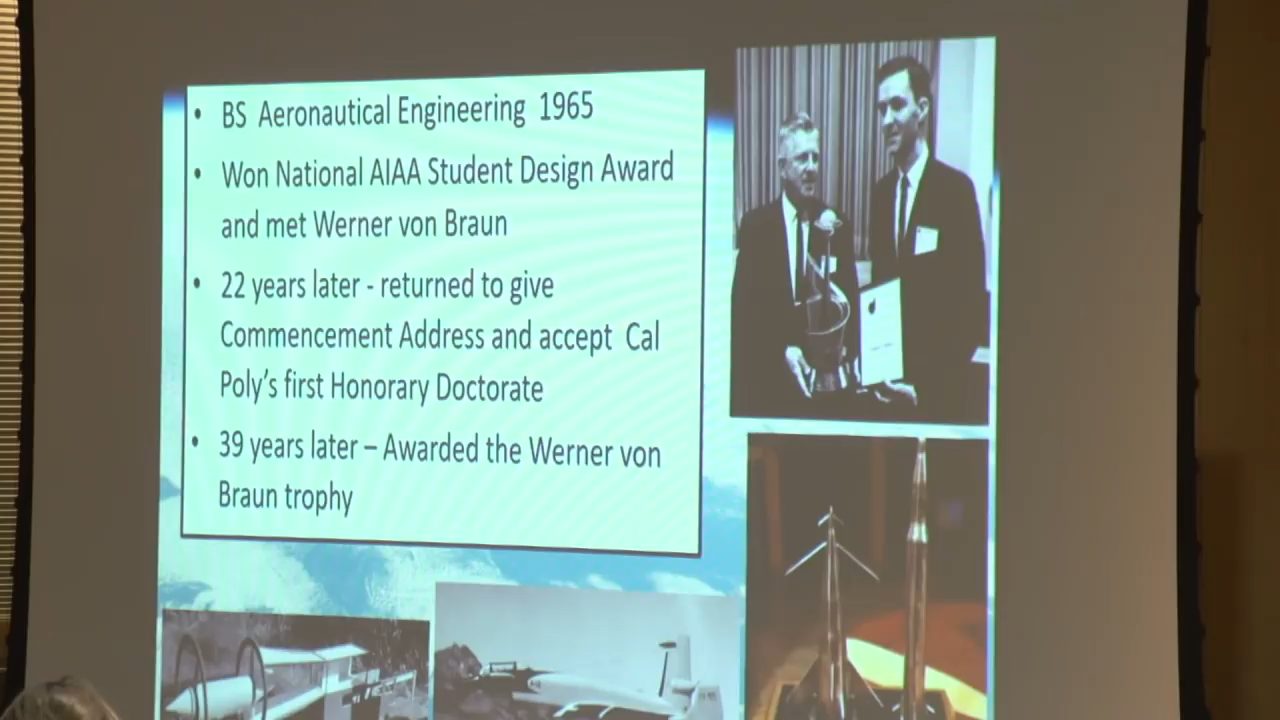 • BS Aeronautical Engineering 1965
• Won National AIAA Student Design Award
and met Werner von Braun
• 22 years later - returned to give
Commencement Address and accept Cal
Poly's first Honorary Doctorate
• 39 years later – Awarded the Werner von
Braun trophy